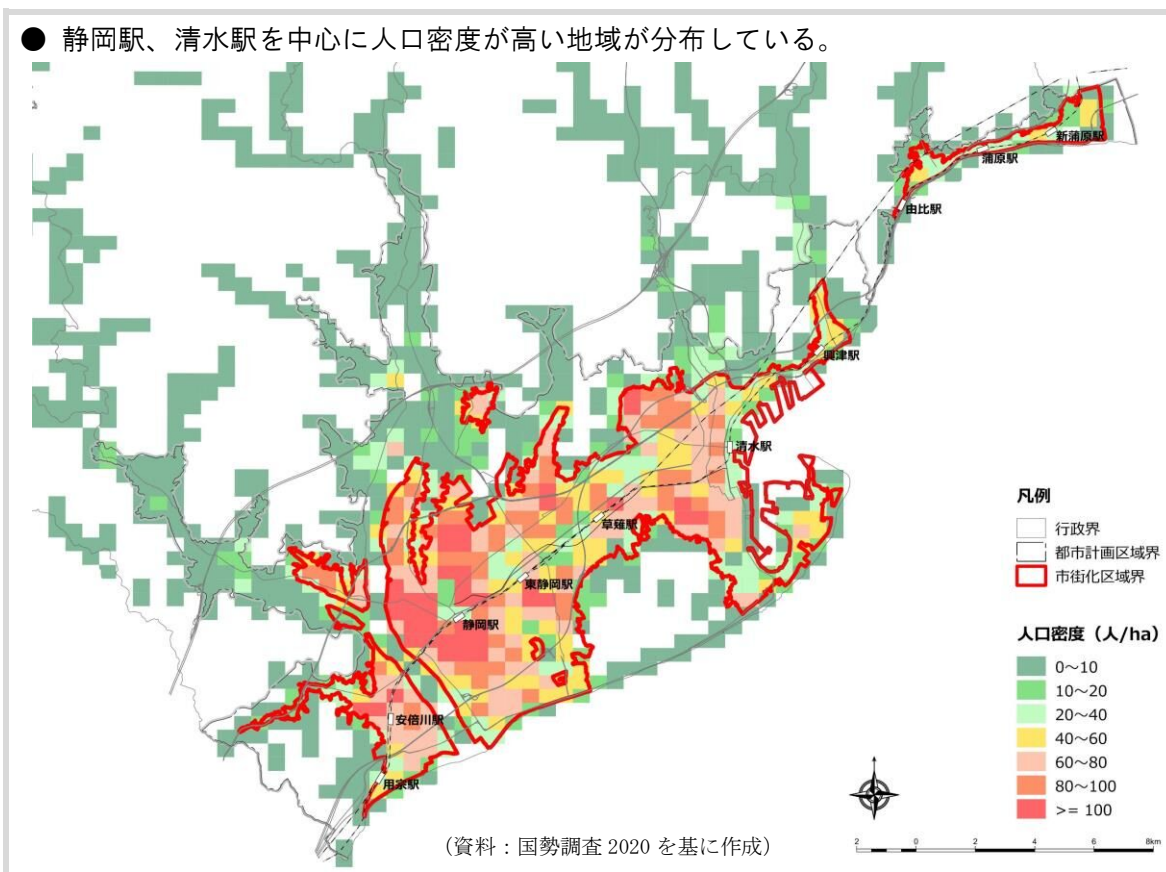 ● 静岡駅、清水駅を中心に人口密度が高い地域が分布している。
新蒲原駅
蒲原駅
由比駅
興津駅
清水駅
草薙駅
東静岡駅
静岡駅
安倍川駅
用宗駅
凡例
行政界
都市計画区域界
市街化区域界
人口密度（人/ha）
0～10
10～20
20～40
40～60
60～80
80～100
>= 100
（資料：国勢調査 2020 を基に作成）
2 0 2 4 6 8km